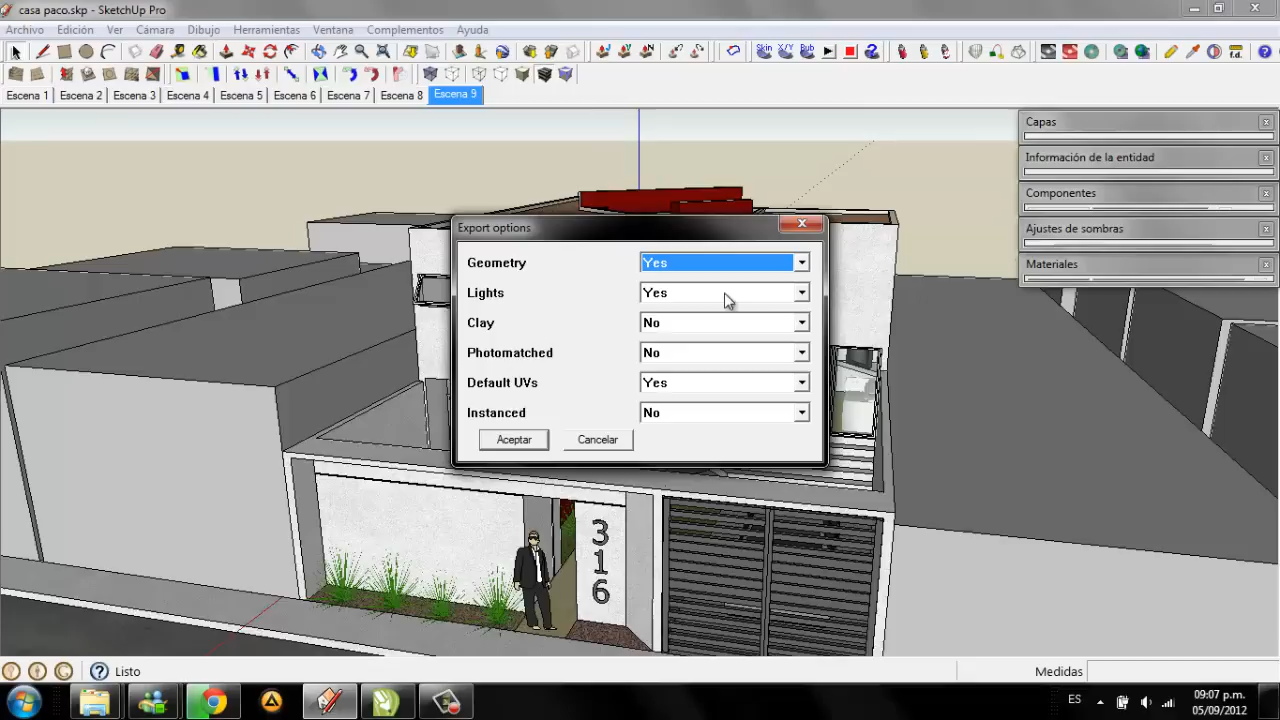 casa paco.skp - SketchUp Pro
Archivo Edición Ver Cámara Dibujo Herramientas Ventana Complementos Ayuda
Skin X/Y Bub
f.d.
Escena 1 Escena 2 Escena 3 Escena 4 Escena 5 Escena 6 Escena 7 Escena 8 Escena 9
Capas
Información de la entidad
Componentes
Ajustes de sombras
Materiales
Export options
Geometry Yes
Lights Yes
Clay No
Photomatched No
Default UVs Yes
Instanced No
Aceptar Cancelar
3
1
6
Listo
Medidas
ES
09:07 p.m.
05/09/2012